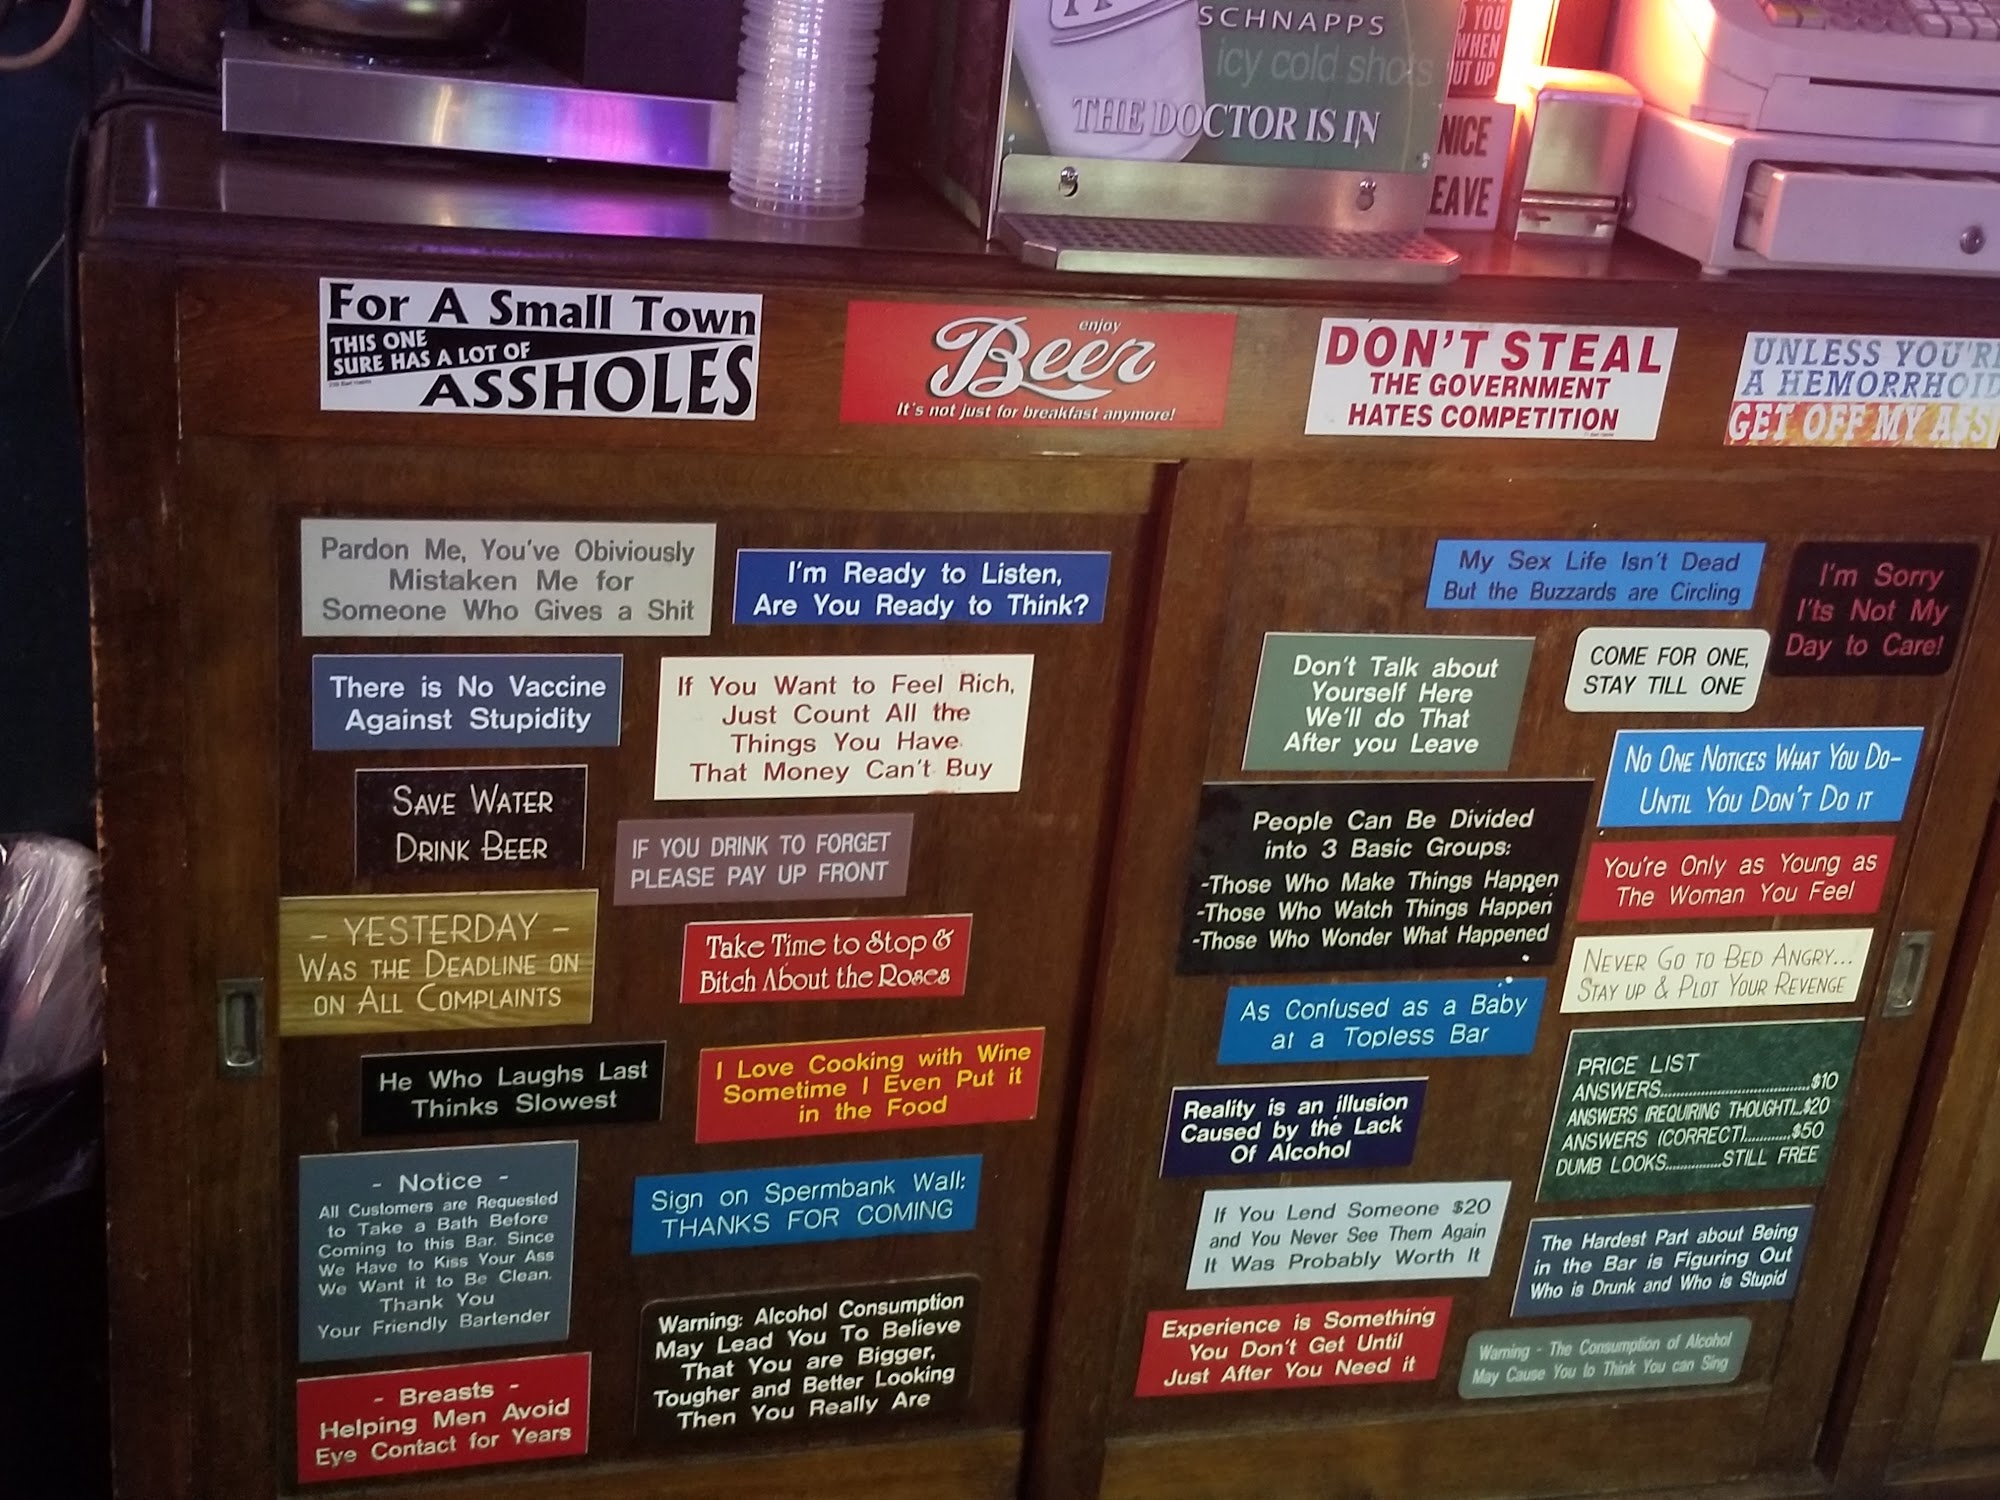 SCHNAPPS
icy cold shots
THE DOCTOR IS IN
YOU
WHEN
UT UP
NICE
EAVE
For A Small Town
THIS ONE
SURE HAS A LOT OF
ASSHOLES
enjoy
Beer
It's not just for breakfast anymore!
DON'T STEAL
THE GOVERNMENT
HATES COMPETITION
UNLESS YOU'R
A HEMORRHOID
GET OFF MY ASS
Pardon Me, You've Obiviously
Mistaken Me for
Someone Who Gives a Shit
I'm Ready to Listen,
Are You Ready to Think?
There is No Vaccine
Against Stupidity
If You Want to Feel Rich,
Just Count All the
Things You Have
That Money Can't Buy
SAVE WATER
DRINK BEER
IF YOU DRINK TO FORGET
PLEASE PAY UP FRONT
- YESTERDAY -
WAS THE DEADLINE ON
ON ALL COMPLAINTS
Take Time to Stop &
Bitch About the Roses
He Who Laughs Last
Thinks Slowest
I Love Cooking with Wine
Sometime I Even Put it
in the Food
- Notice -
All Customers are Requested
to Take a Bath Before
Coming to this Bar. Since
We Have to Kiss Your Ass
We Want it to Be Clean.
Thank You
Your Friendly Bartender
Sign on Spermbank Wall:
THANKS FOR COMING
- Breasts -
Helping Men Avoid
Eye Contact for Years
Warning: Alcohol Consumption
May Lead You To Believe
That You are Bigger,
Tougher and Better Looking
Then You Really Are
My Sex Life Isn't Dead
But the Buzzards are Circling
I'm Sorry
I'ts Not My
Day to Care!
Don't Talk about
Yourself Here
We'll do That
After you Leave
COME FOR ONE,
STAY TILL ONE
No One Notices What You Do-
Until You Don't Do it
People Can Be Divided
into 3 Basic Groups:
-Those Who Make Things Happen
-Those Who Watch Things Happen
-Those Who Wonder What Happened
You're Only as Young as
The Woman You Feel
Never Go to Bed Angry...
Stay up & Plot Your Revenge
As Confused as a Baby
at a Topless Bar
PRICE LIST
ANSWERS..............................$10
ANSWERS (REQUIRING THOUGHT)...$20
ANSWERS (CORRECT)............$50
DUMB LOOKS..............STILL FREE
Reality is an illusion
Caused by the Lack
Of Alcohol
If You Lend Someone $20
and You Never See Them Again
It Was Probably Worth It
The Hardest Part about Being
in the Bar is Figuring Out
Who is Drunk and Who is Stupid
Experience is Something
You Don't Get Until
Just After You Need it
Warning - The Consumption of Alcohol
May Cause You to Think You can Sing